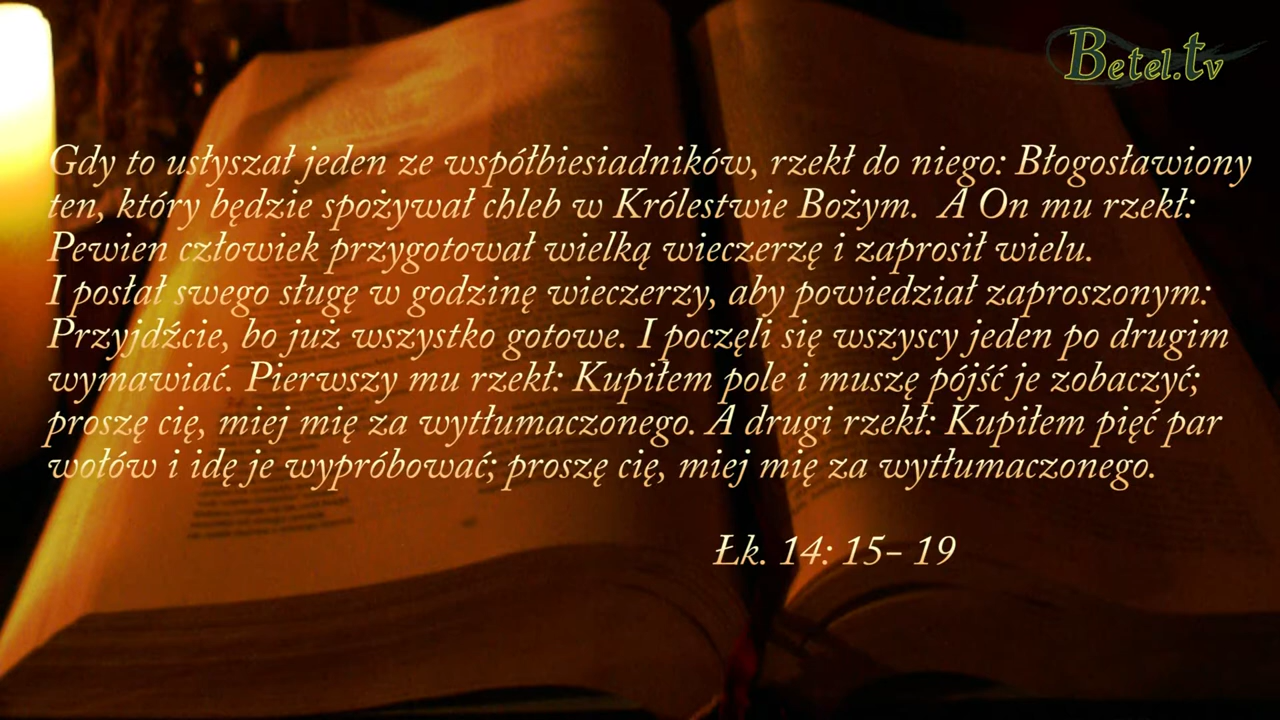 Betel.tv
Gdy to usłyszał jeden ze współbiesiadników, rzekł do niego: Błogosławiony
ten, który będzie spożywał chleb w Królestwie Bożym.  A On mu rzekł:
Pewien człowiek przygotował wielką wieczerzę i zaprosił wielu.
I posłał swego sługę w godzinę wieczerzy, aby powiedział zaproszonym:
Przyjdźcie, bo już wszystko gotowe. I poczęli się wszyscy jeden po drugim
wymawiać. Pierwszy mu rzekł: Kupiłem pole i muszę pójść je zobaczyć;
proszę cię, miej mię za wytłumaczonego. A drugi rzekł: Kupiłem pięć par
wołów i idę je wypróbować; proszę cię, miej mię za wytłumaczonego.
Łk. 14: 15– 19